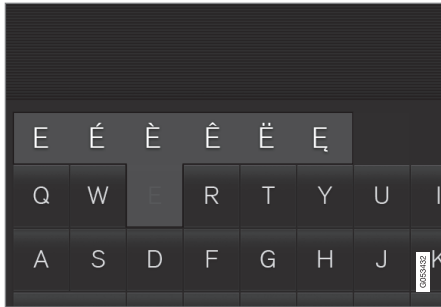 E É È Ê Ë Ę
Q W E R T Y U I
A S D F G H J K
G053432